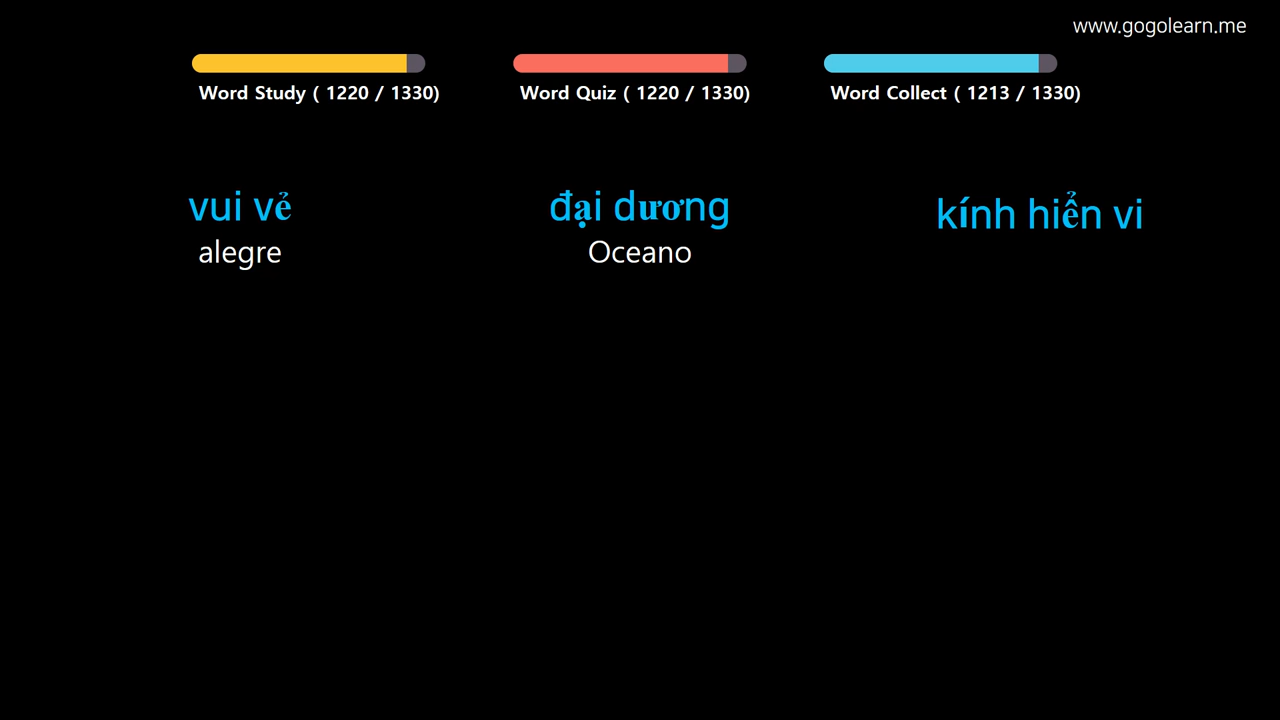 www.gogolearn.me
Word Study ( 1220 / 1330)
Word Quiz ( 1220 / 1330)
Word Collect ( 1213 / 1330)
vui vẻ
alegre
đại dương
Oceano
kính hiển vi